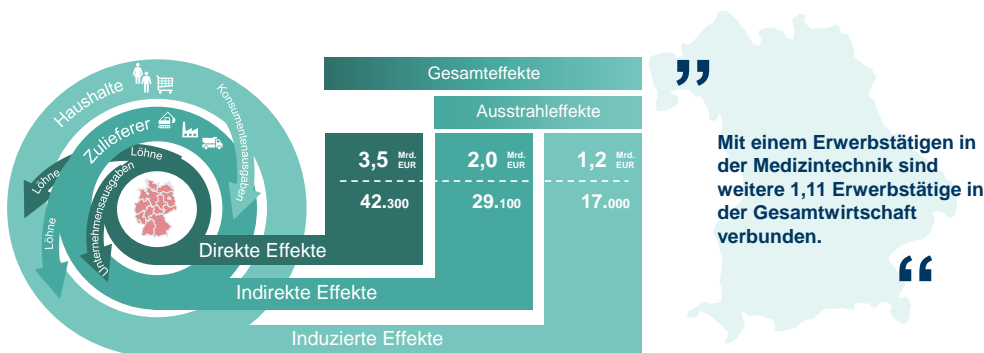 Gesamteffekte
Ausstrahleffekte
Haushalte
Konsumentenausgaben
Zulieferer
Löhne
Löhne
Löhne
Unternehmensausgaben
3,5 Mrd. EUR
2,0 Mrd. EUR
1,2 Mrd. EUR
42.300
29.100
17.000
Direkte Effekte
Indirekte Effekte
Induzierte Effekte
„
Mit einem Erwerbstätigen in
der Medizintechnik sind
weitere 1,11 Erwerbstätige in
der Gesamtwirtschaft
verbunden.
“